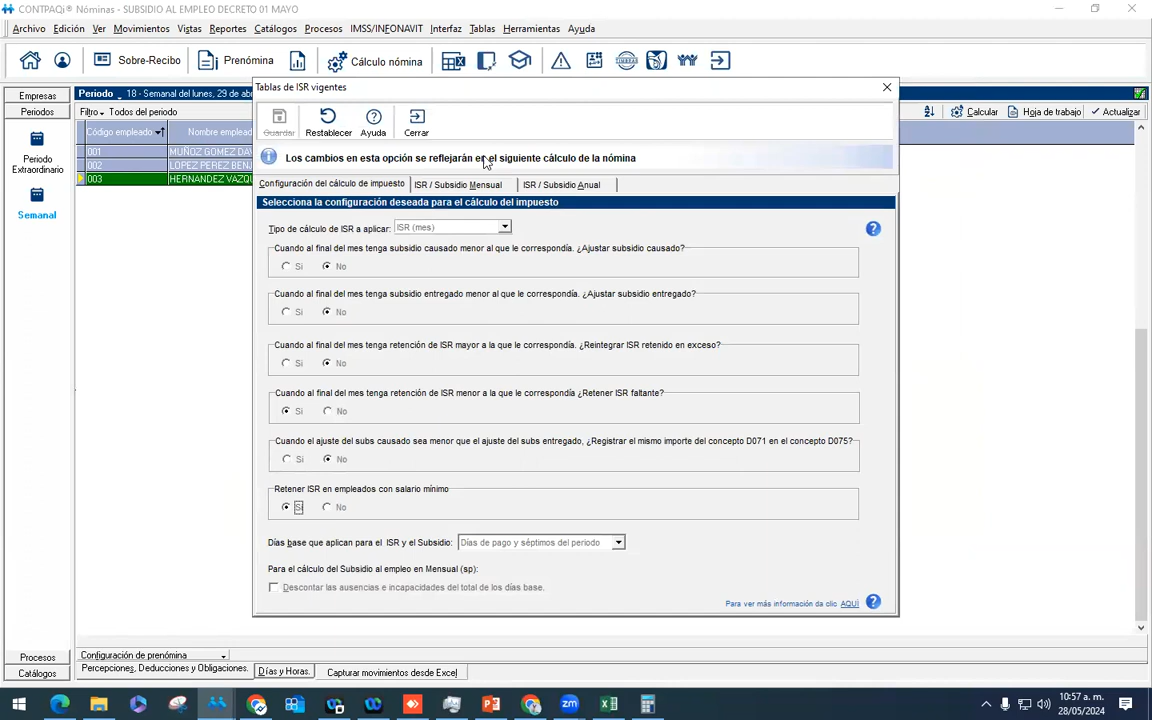 CONTPAQi® Nóminas - SUBSIDIO AL EMPLEO DECRETO 01 MAYO
Archivo Edición Ver Movimientos Vistas Reportes Catálogos Procesos IMSS/INFONAVIT Interfaz Tablas Herramientas Ayuda
Sobre-Recibo Prenómina Cálculo nómina
Empresas
Periodos
Periodo
Extraordinario
Semanal
Periodo 18 - Semanal del lunes, 29 de
Filtro Todos del periodo
Calcular Hoja de trabajo Actualizar
Código empleado Nombre emplead
001 MUÑOZ GOMEZ
002 LOPEZ PEREZ
003 HERNANDEZ
Tablas de ISR vigentes
Guardar Restablecer Ayuda Cerrar
Los cambios en esta opción se reflejarán en el siguiente cálculo de la nómina
Configuración del cálculo de impuesto ISR / Subsidio Mensual ISR / Subsidio Anual
Selecciona la configuración deseada para el cálculo del impuesto
Tipo de cálculo de ISR a aplicar: ISR (mes)
Cuando al final del mes tenga subsidio causado menor al que le correspondía. ¿Ajustar subsidio causado?
Si No
Cuando al final del mes tenga subsidio entregado menor al que le correspondía. ¿Ajustar subsidio entregado?
Si No
Cuando al final del mes tenga retención de ISR mayor a la que le correspondía. ¿Reintegrar ISR retenido en exceso?
Si No
Cuando al final del mes tenga retención de ISR menor a la que le correspondía ¿Retener ISR faltante?
Si No
Cuando el ajuste del subs causado sea menor que el ajuste del subs entregado, ¿Registrar el mismo importe del concepto D071 en el concepto D075?
Si No
Retener ISR en empleados con salario mínimo
Si No
Días base que aplican para el ISR y el Subsidio: Días de pago y séptimos del periodo
Para el cálculo del Subsidio al empleo en Mensual (sp):
Descontar las ausencias e incapacidades del total de los días base.
Para ver más información da clic AQUÍ
Procesos
Catálogos
Configuración de prenómina
Percepciones, Deducciones y Obligaciones. Días y Horas. Capturar movimientos desde Excel
10:57 a. m.
28/05/2024